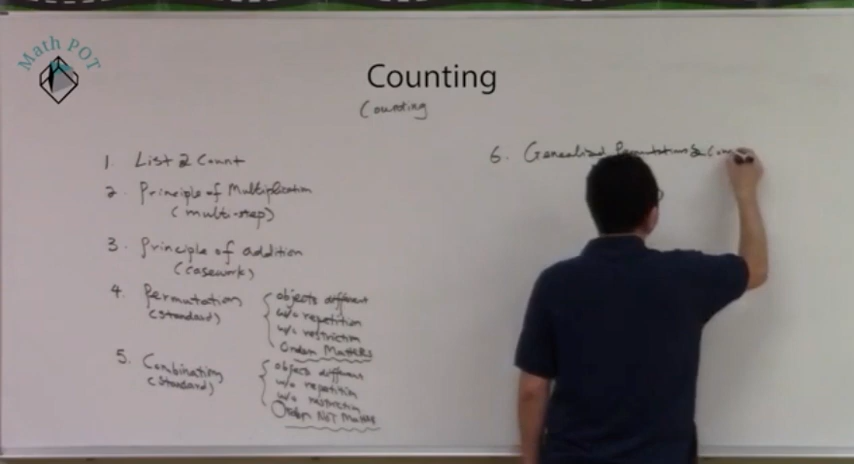 Math POT
Counting
Counting
1. List & Count
2. Principle of Multiplication
(multi-step)
3. Principle of addition
(casework)
4. Permutation
(standard)
objects different
w/o repetition
w/o restriction
Order Matters
5. Combination
(standard)
object different
w/o repetition
w/o restriction
Order Not Matters
6. Generalized Permutations & Com